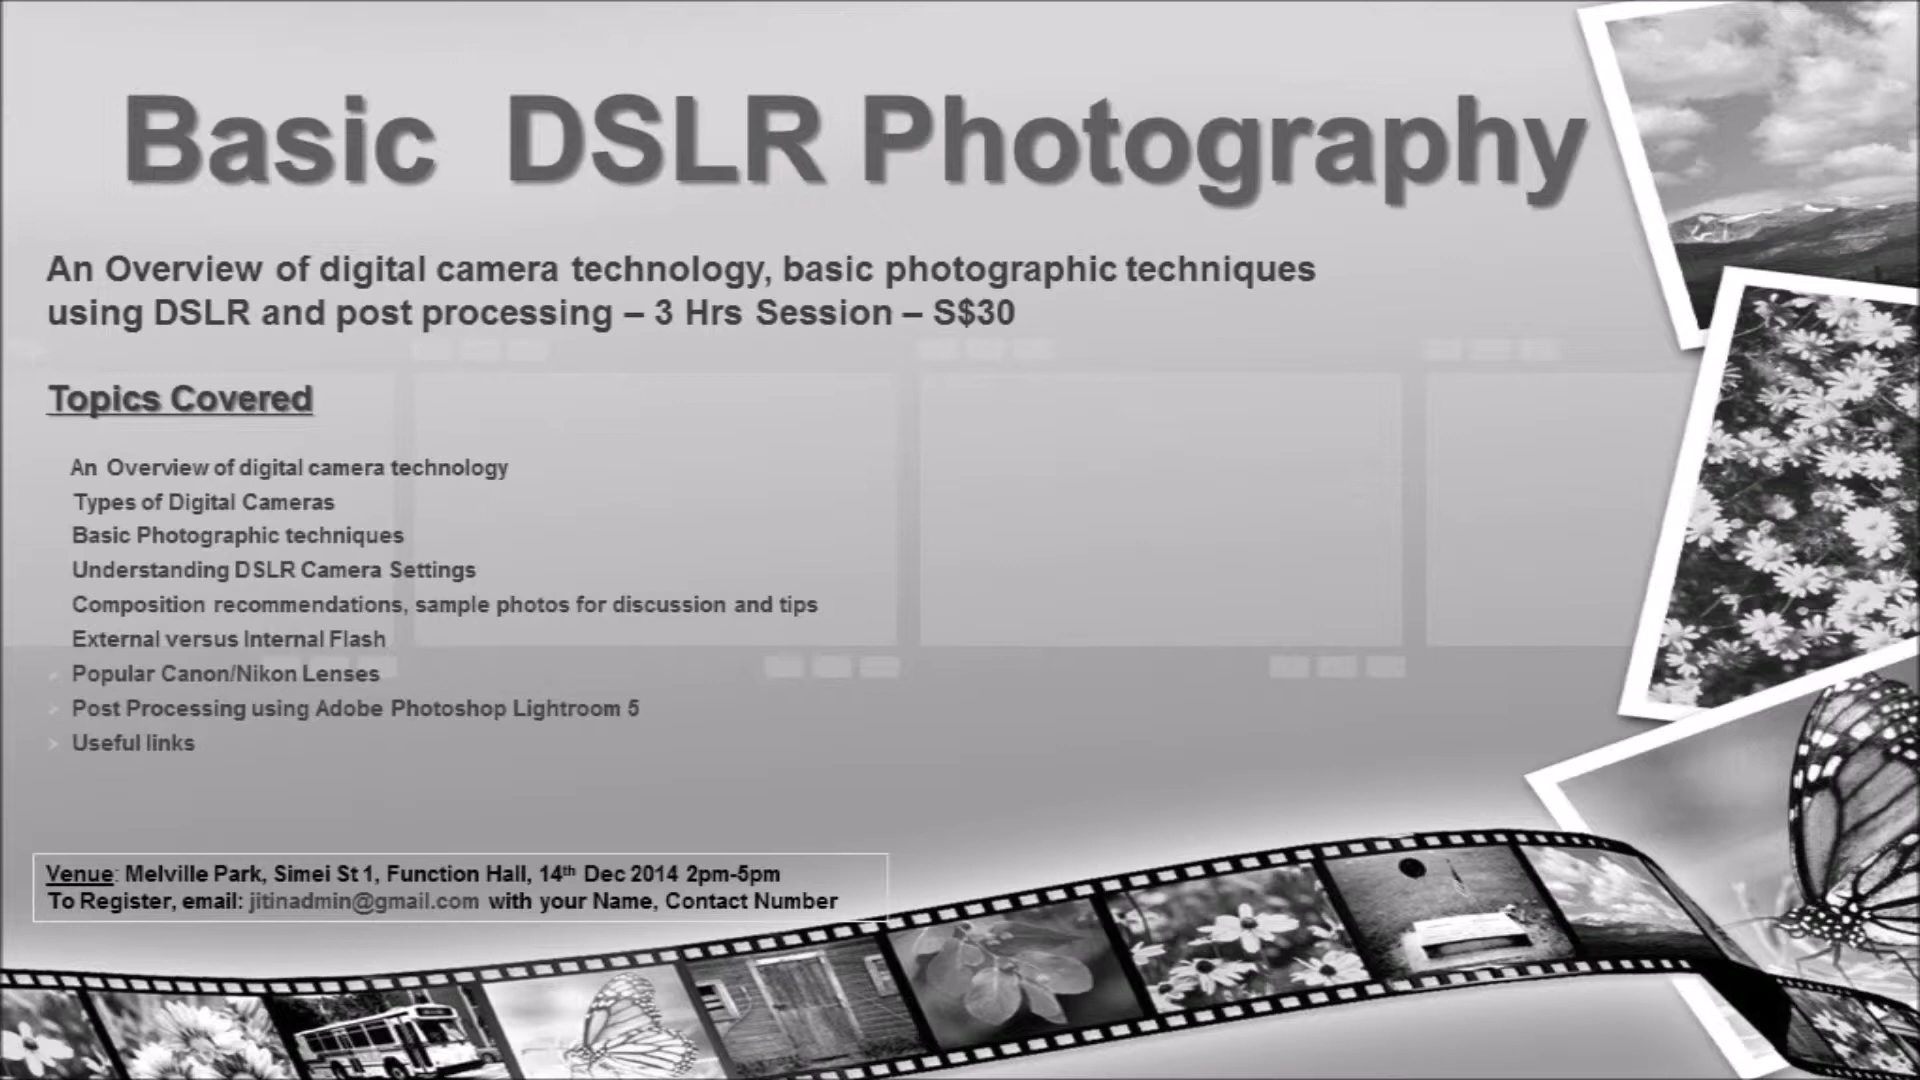 Basic DSLR Photography
An Overview of digital camera technology, basic photographic techniques
using DSLR and post processing – 3 Hrs Session – S$30
Topics Covered
An Overview of digital camera technology
Types of Digital Cameras
Basic Photographic techniques
Understanding DSLR Camera Settings
Composition recommendations, sample photos for discussion and tips
External versus Internal Flash
Popular Canon/Nikon Lenses
Post Processing using Adobe Photoshop Lightroom 5
Useful links
Venue: Melville Park, Simei St 1, Function Hall, 14th Dec 2014 2pm-5pm
To Register, email: jitinadmin@gmail.com with your Name, Contact Number